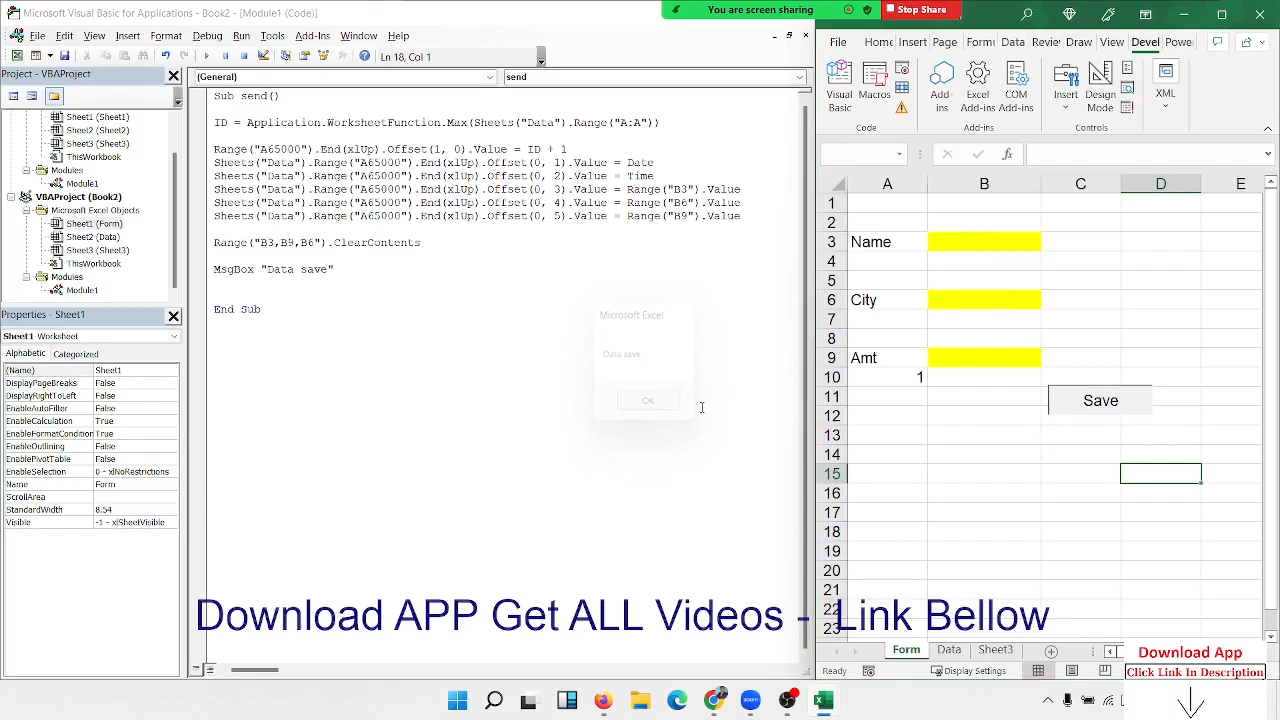 Microsoft Visual Basic for Applications - Book2 - [Module1 (Code)]
You are screen sharing
Stop Share
File Edit View Insert Format Debug Run Tools Add-Ins Window Help
Ln 18, Col 1
Project - VBAProject
Sheet1 (Sheet1)
Sheet2 (Sheet2)
Sheet3 (Sheet3)
ThisWorkbook
Modules
Module1
VBAProject (Book2)
Microsoft Excel Objects
Sheet1 (Form)
Sheet2 (Data)
Sheet3 (Sheet3)
ThisWorkbook
Modules
Module1
Properties - Sheet1
Sheet1 Worksheet
Alphabetic Categorized
(Name) Sheet1
DisplayPageBreaks False
DisplayRightToLeft False
EnableAutoFilter False
EnableCalculation True
EnableFormatCondition True
EnableOutlining False
EnablePivotTable False
EnableSelection 0 - xlNoRestrictions
Name Form
ScrollArea
StandardWidth 8.54
Visible -1 - xlSheetVisible
(General) send
Sub send()
ID = Application.WorksheetFunction.Max(Sheets("Data").Range("A:A"))
Range("A65000").End(xlUp).Offset(1, 0).Value = ID + 1
Sheets("Data").Range("A65000").End(xlUp).Offset(0, 1).Value = Date
Sheets("Data").Range("A65000").End(xlUp).Offset(0, 2).Value = Time
Sheets("Data").Range("A65000").End(xlUp).Offset(0, 3).Value = Range("B3").Value
Sheets("Data").Range("A65000").End(xlUp).Offset(0, 4).Value = Range("B6").Value
Sheets("Data").Range("A65000").End(xlUp).Offset(0, 5).Value = Range("B9").Value
Range("B3,B9,B6").ClearContents
MsgBox "Data save"
End Sub
Microsoft Excel
Data save
OK
File Home Inser Page Form Data Revi Draw View Devel Powe
Visual Basic
Macros
Code
Add-ins
Excel Add-ins
COM Add-ins
Add-ins
Controls
Design Mode
Controls
XML
fx
A B C D E
1
2
3 Name
4
5
6 City
7
8
9 Amt
10 1
11 Save
12
13
14
15
16
17
18
19
20
21
22
23
Form Data Sheet3
Ready Display Settings
Download APP Get ALL Videos - Link Bellow
Download App
Click Link In Description
zoom